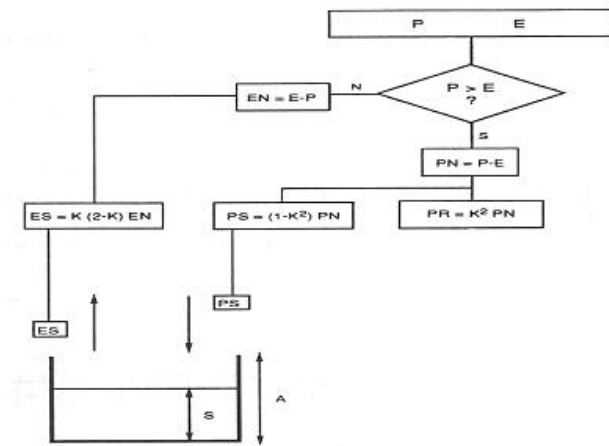 P E
P > E
?
N
EN = E-P
S
PN = P-E
ES = K (2-K) EN
PS = (1-K²) PN
PR = K² PN
PS
ES
A
S